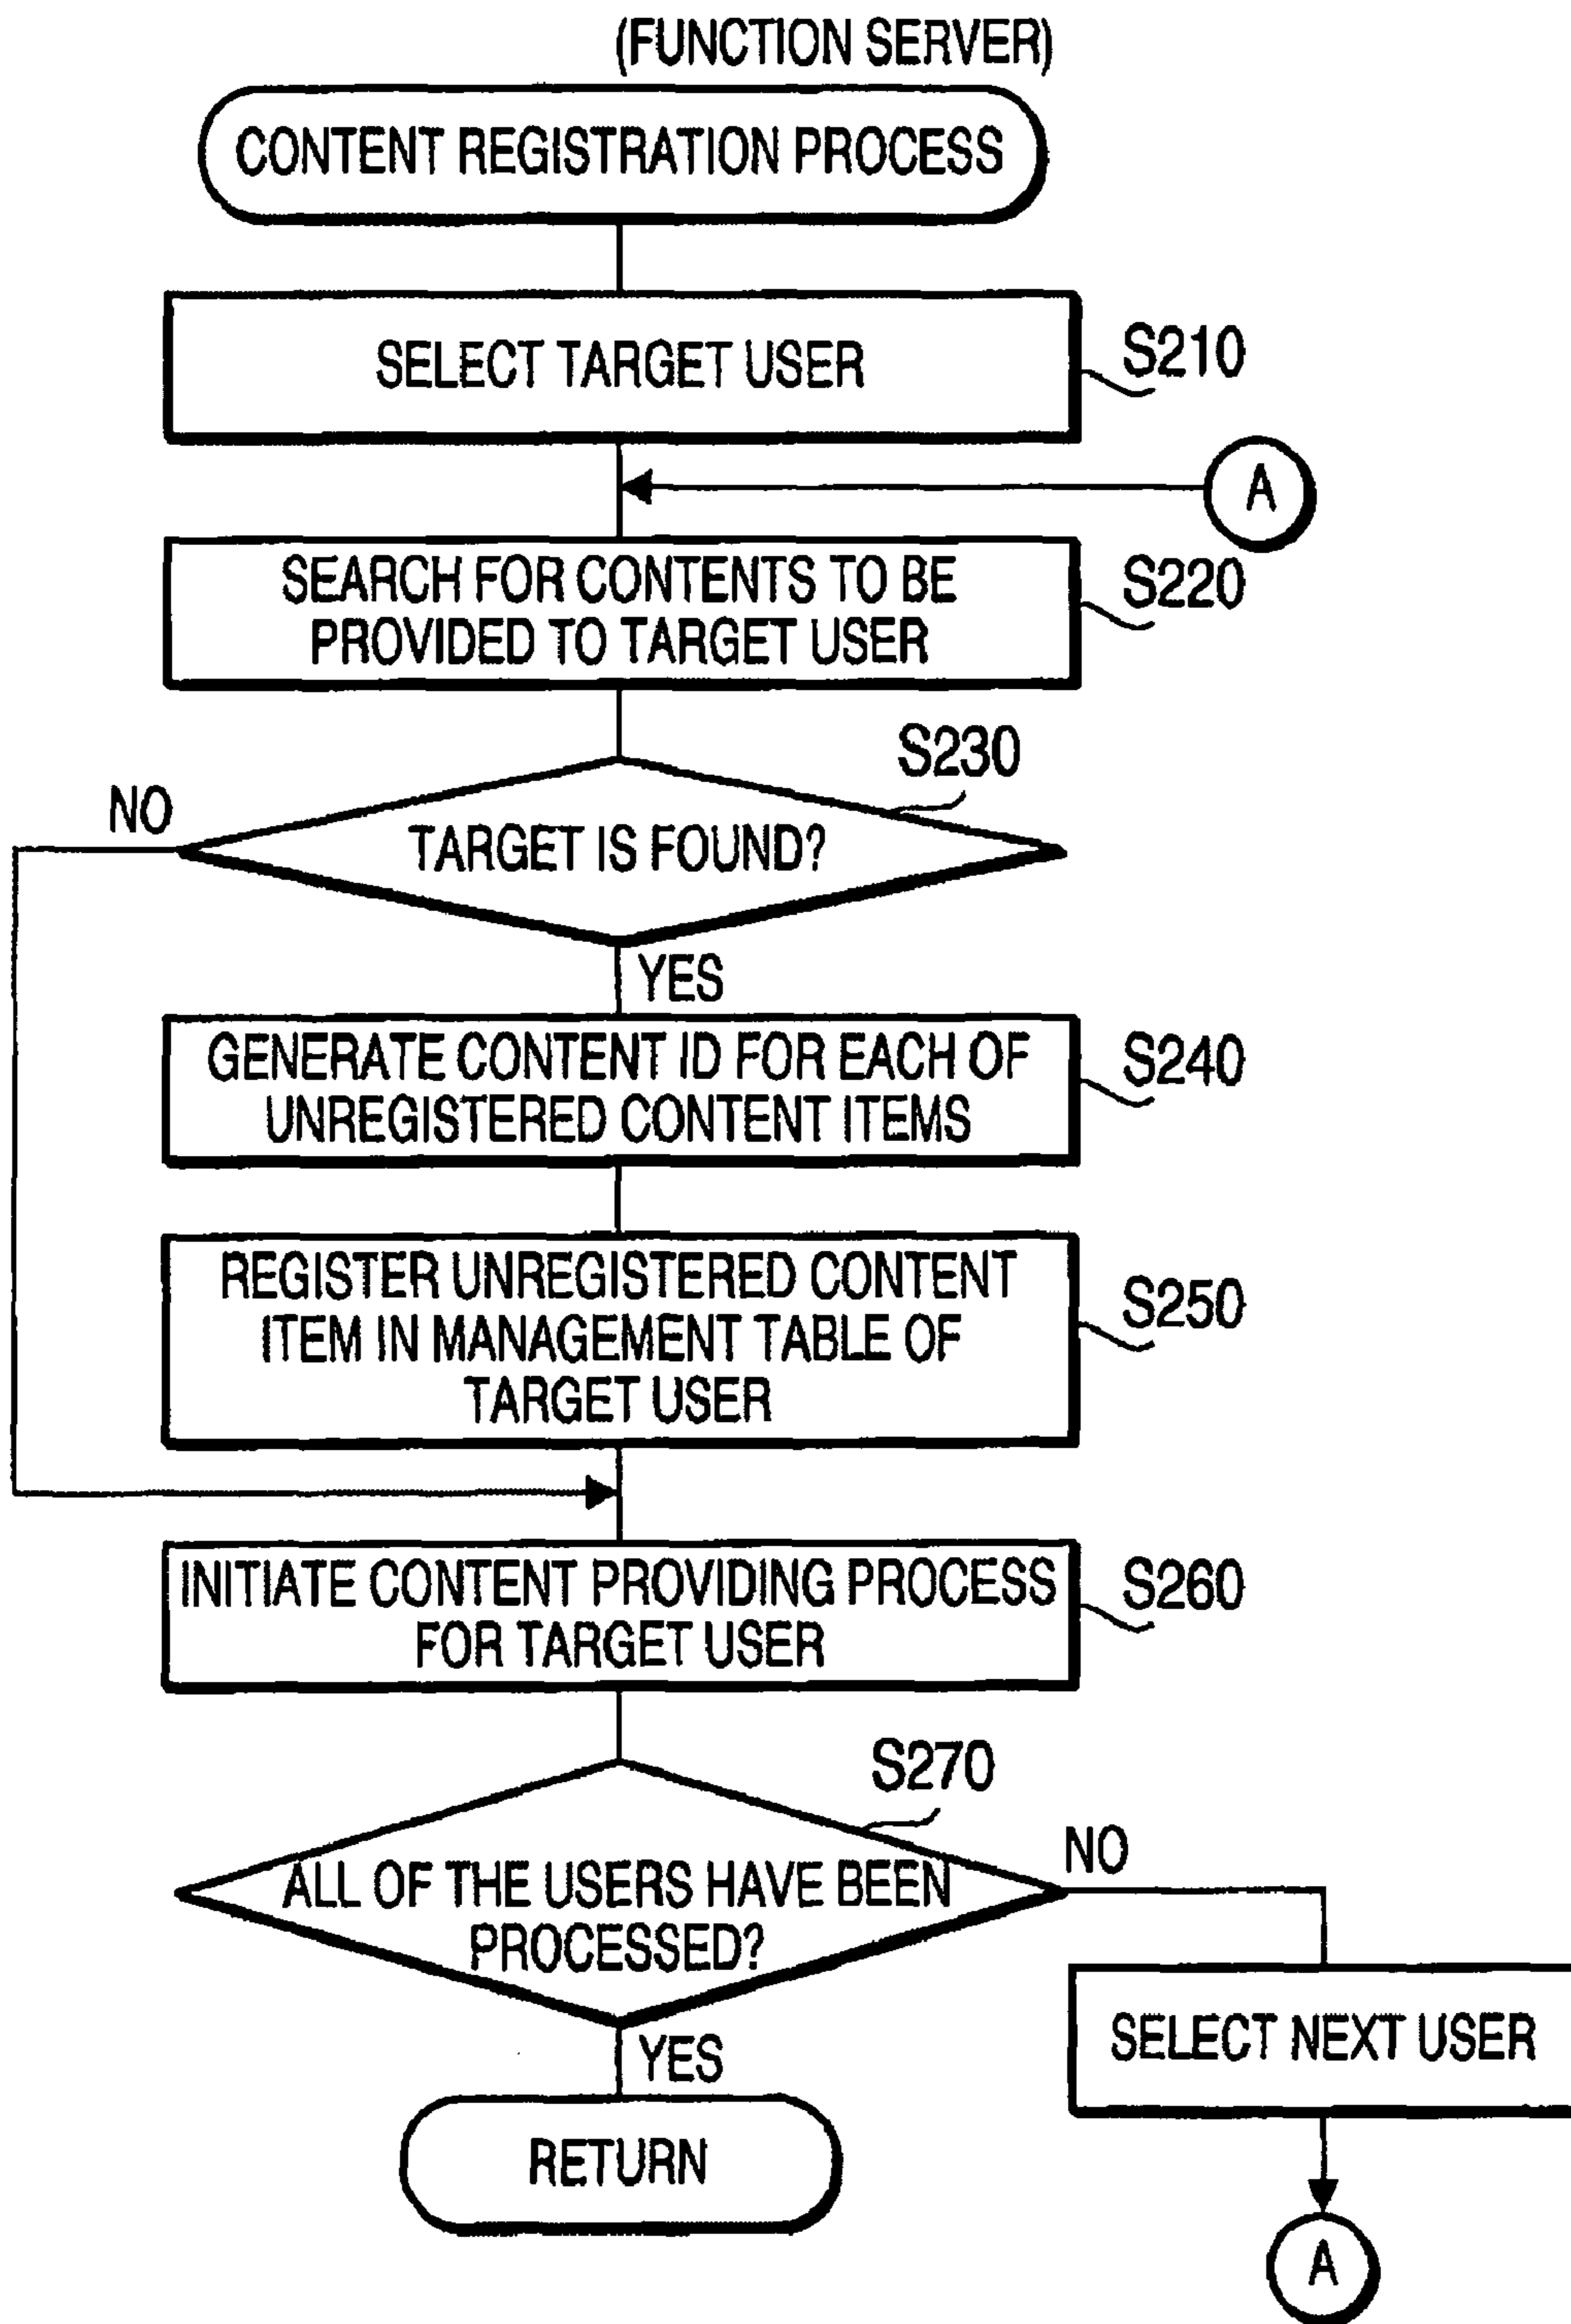 (FUNCTION SERVER)
CONTENT REGISTRATION PROCESS
SELECT TARGET USER
S210
A
SEARCH FOR CONTENTS TO BE
PROVIDED TO TARGET USER
S220
S230
NO
TARGET IS FOUND?
YES
GENERATE CONTENT ID FOR EACH OF
UNREGISTERED CONTENT ITEMS
S240
REGISTER UNREGISTERED CONTENT
ITEM IN MANAGEMENT TABLE OF
TARGET USER
S250
INITIATE CONTENT PROVIDING PROCESS
FOR TARGET USER
S260
S270
ALL OF THE USERS HAVE BEEN
PROCESSED?
NO
SELECT NEXT USER
YES
RETURN
A